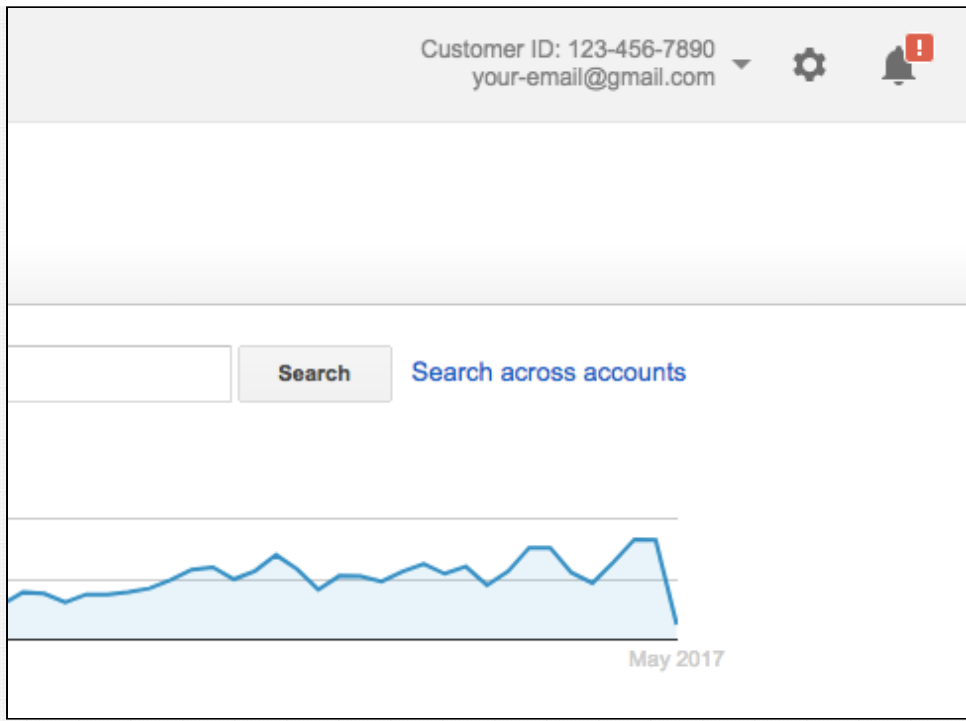 Customer ID: 123-456-7890
your-email@gmail.com
!
Search
Search across accounts
May 2017